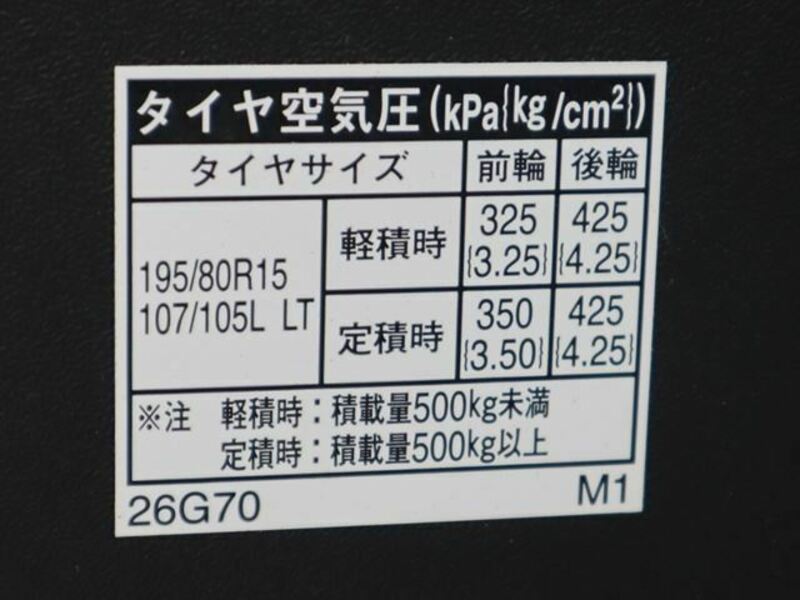 タイヤ空気圧(kPa{kg/cm²})
タイヤサイズ 前輪 後輪
195/80R15
107/105L LT
軽積時 325 425
{3.25} {4.25}
定積時 350 425
{3.50} {4.25}
※注 軽積時：積載量500kg未満
定積時：積載量500kg以上
26G70 M1